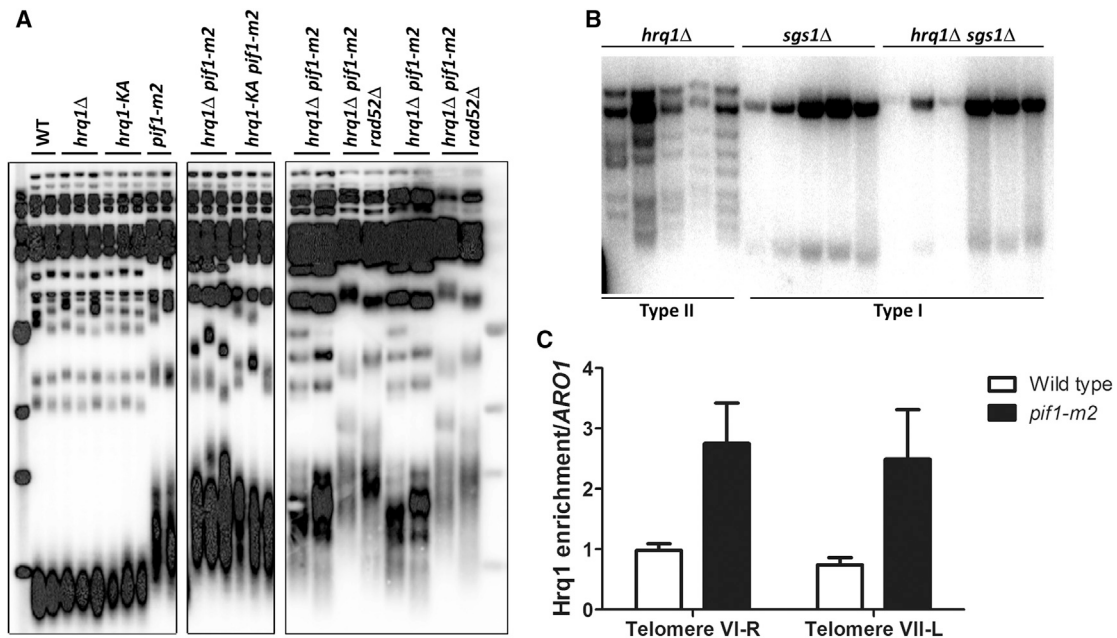 A
WT
hrq1Δ
hrq1-KA
pif1-m2
hrq1Δ pif1-m2
hrq1-KA pif1-m2
hrq1Δ pif1-m2
hrq1Δ pif1-m2
rad52Δ
hrq1Δ pif1-m2
hrq1Δ pif1-m2
rad52Δ
B
hrq1Δ
sgs1Δ
hrq1Δ sgs1Δ
Type II
Type I
C
Hrq1 enrichment/ARO1
4
3
2
1
0
Telomere VI-R
Telomere VII-L
Wild type
pif1-m2